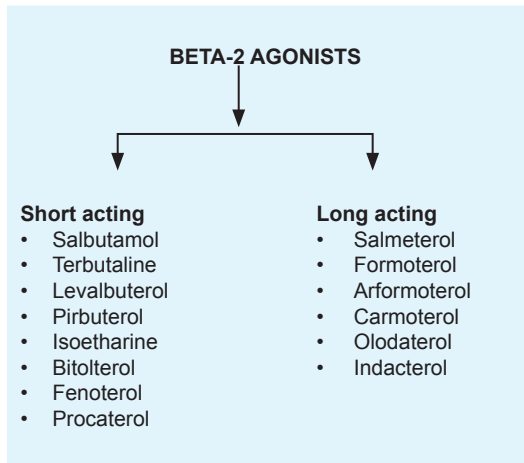 BETA-2 AGONISTS
Short acting
• Salbutamol
• Terbutaline
• Levalbuterol
• Pirbuterol
• Isoetharine
• Bitolterol
• Fenoterol
• Procaterol
Long acting
• Salmeterol
• Formoterol
• Arformoterol
• Carmoterol
• Olodaterol
• Indacterol